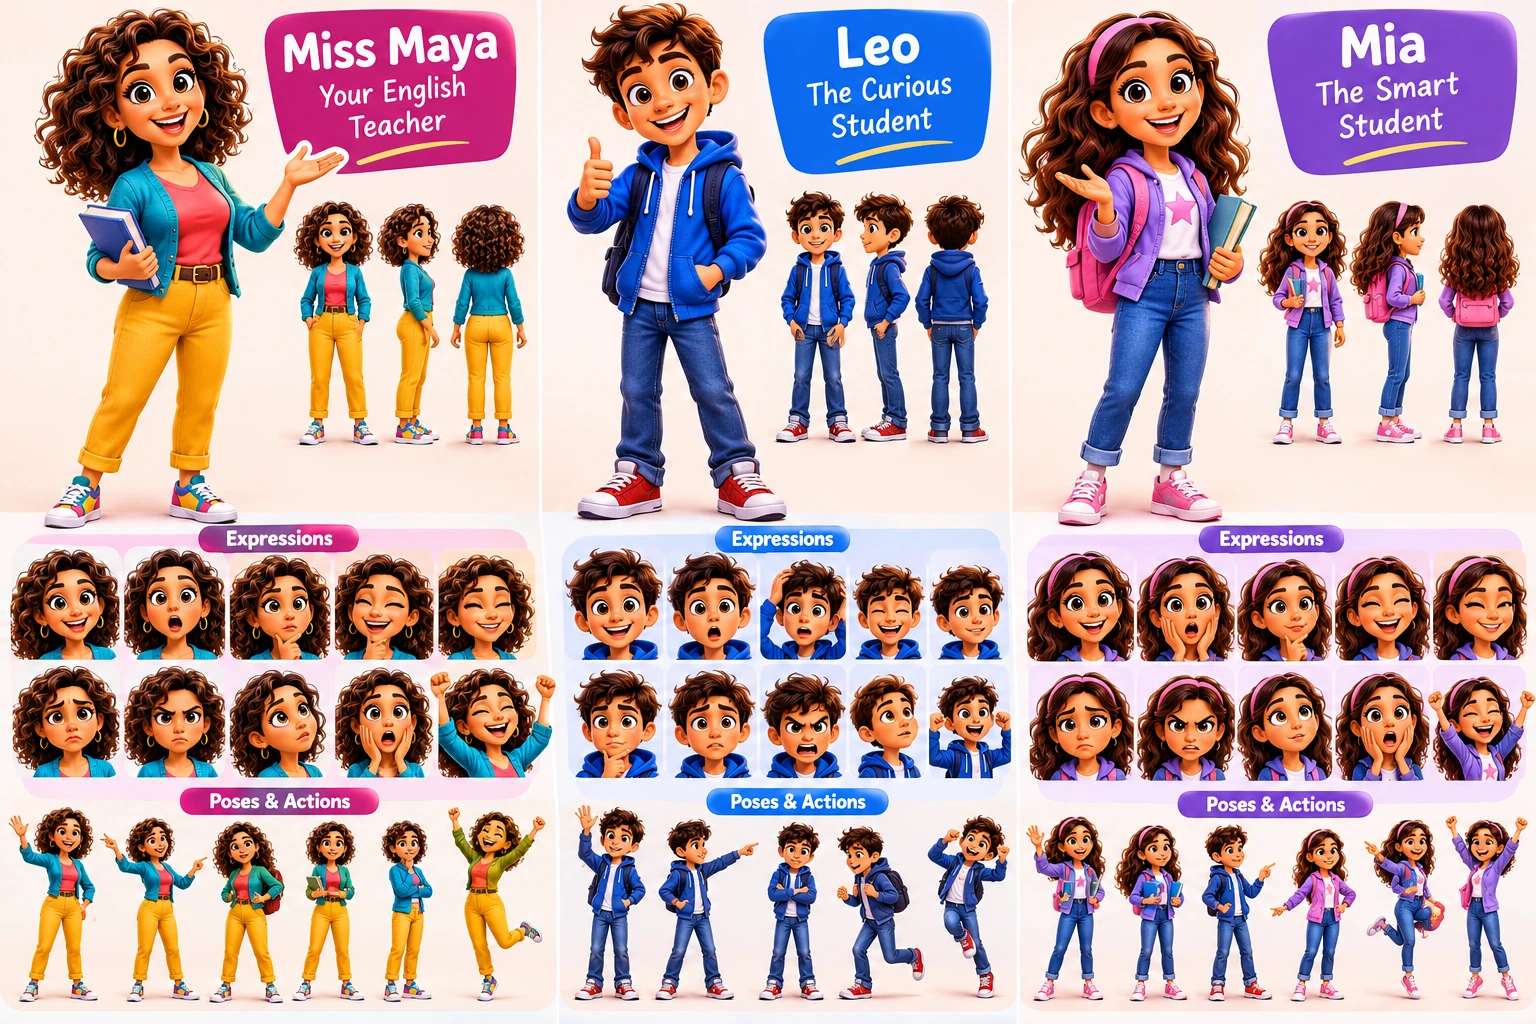 Miss Maya
Your English
Teacher
Expressions
Poses & Actions
Leo
The Curious
Student
Expressions
Poses & Actions
Mia
The Smart
Student
Expressions
Poses & Actions